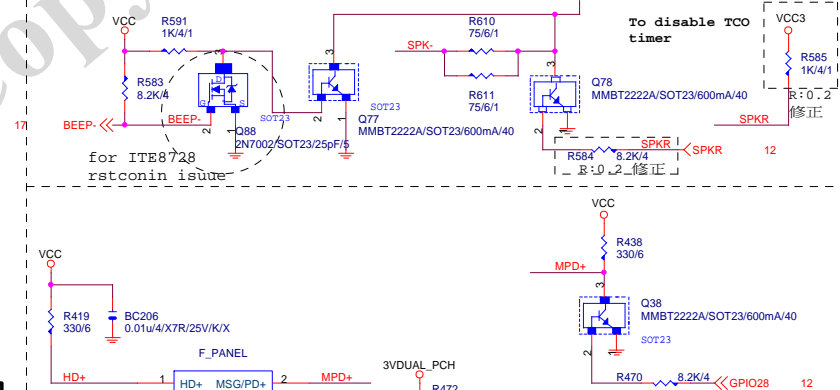 VCC
R591
1K/4/1
R583
8.2K/4
3
D
G
S
2
1
SOT23
Q88
2N7002/SOT23/25pF/5
17
BEEP-
BEEP-
for ITE8728
rstconin isuue
3
2
1
SOT23
Q77
MMBT2222A/SOT23/600mA/40
SPK-
R610
75/6/1
R611
75/6/1
3
2
1
Q78
MMBT2222A/SOT23/600mA/40
To disable TCO
timer
VCC3
R585
1K/4/1
R:0.2
修正
SPKR
R584
8.2K/4
SPKR
SPKR
12
R:0.2 修正
VCC
R438
330/6
MPD+
3
2
1
Q38
MMBT2222A/SOT23/600mA/40
SOT23
R470
8.2K/4
GPIO28
12
VCC
R419
330/6
BC206
0.01u/4/X7R/25V/K/X
F_PANEL
HD+
1
HD+
MSG/PD+
2
MPD+
3VDUAL_PCH
R472